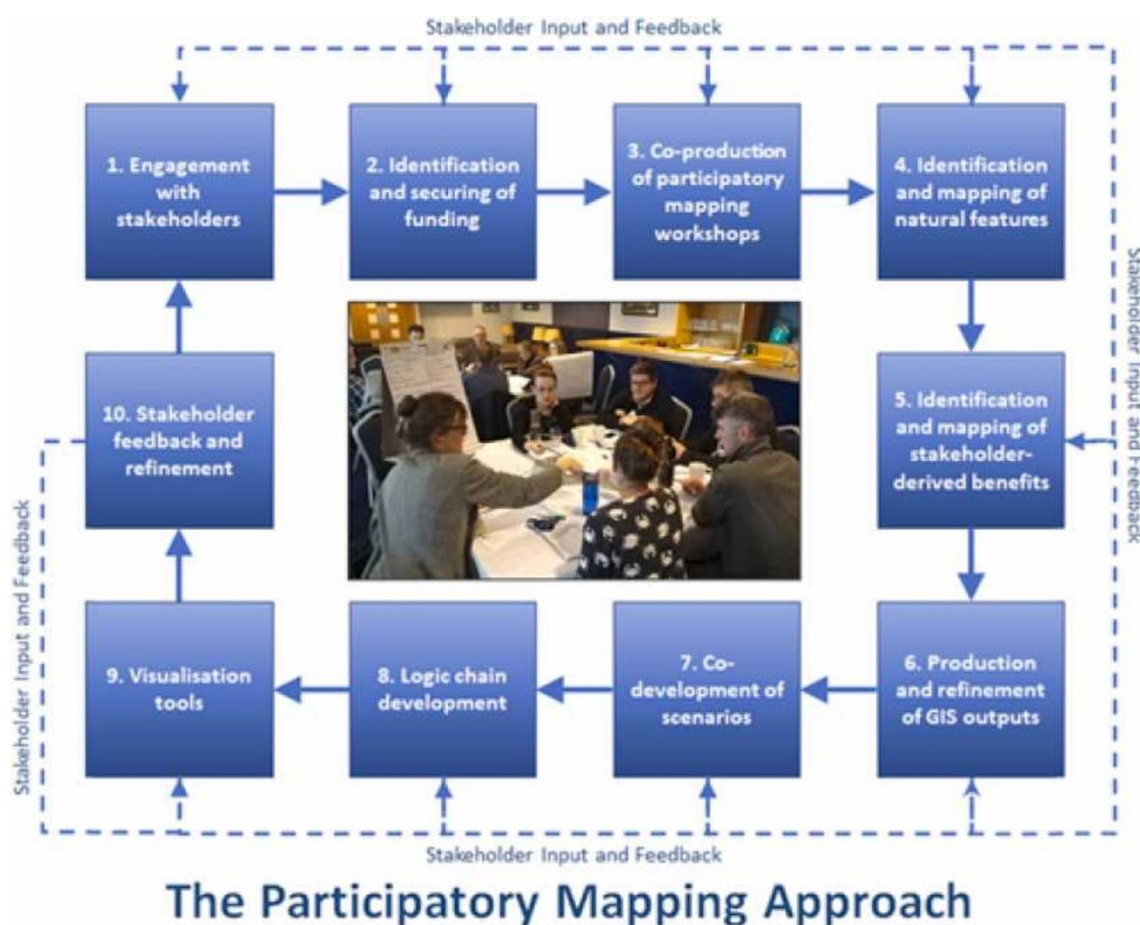 Stakeholder Input and Feedback
1. Engagement
with
stakeholders
2. Identification
and securing of
funding
3. Co-production
of participatory
mapping
workshops
4. Identification
and mapping of
natural features
Stakeholder Input and Feedback
10. Stakeholder
feedback and
refinement
5. Identification
and mapping of
stakeholder-
derived benefits
Stakeholder Input and Feedback
9. Visualisation
tools
8. Logic chain
development
7. Co-
development of
scenarios
6. Production
and refinement
of GIS outputs
Stakeholder Input and Feedback
The Participatory Mapping Approach